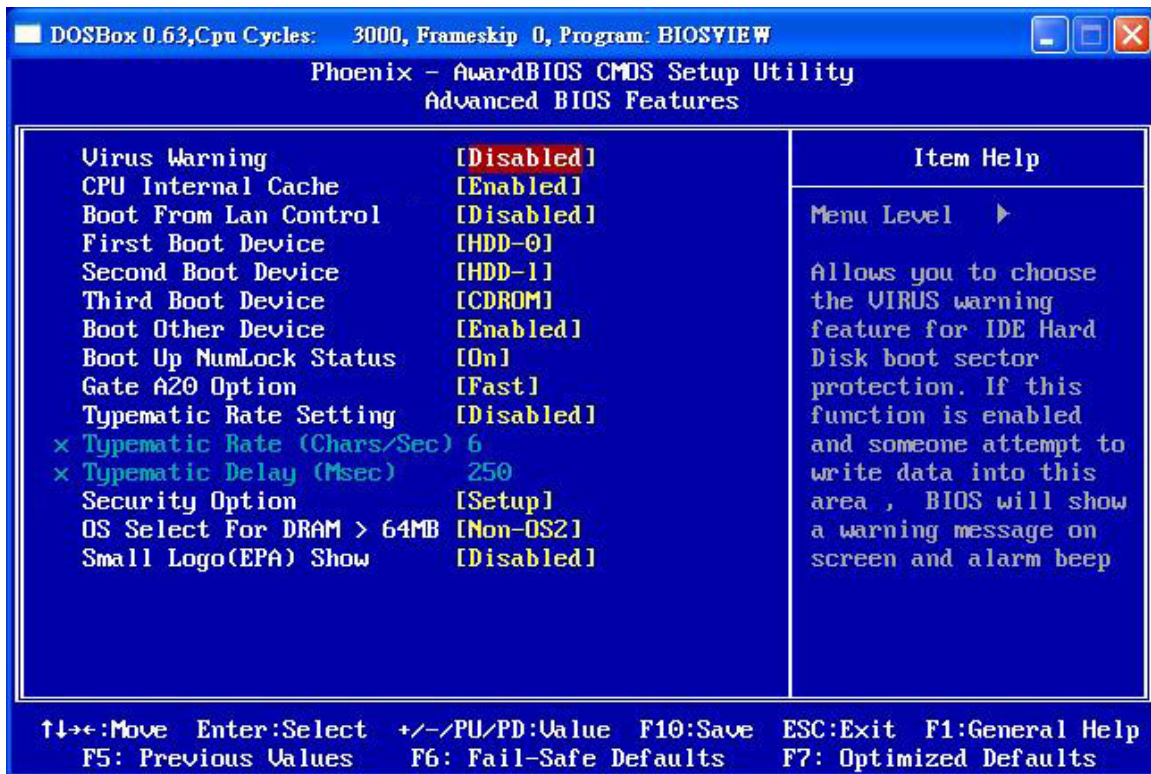 DOSBox 0.63,Cpu Cycles: 3000, Frameskip 0, Program: BIOSVIEW
Phoenix - AwardBIOS CMOS Setup Utility
Advanced BIOS Features
Virus Warning [Disabled]
CPU Internal Cache [Enabled]
Boot From Lan Control [Disabled]
First Boot Device [HDD-0]
Second Boot Device [HDD-1]
Third Boot Device [CDROM]
Boot Other Device [Enabled]
Boot Up NumLock Status [On]
Gate A20 Option [Fast]
Typematic Rate Setting [Disabled]
x Typematic Rate (Chars/Sec) 6
x Typematic Delay (Msec) 250
Security Option [Setup]
OS Select For DRAM > 64MB [Non-OS2]
Small Logo(EPA) Show [Disabled]
Item Help
Menu Level ▶
Allows you to choose
the VIRUS warning
feature for IDE Hard
Disk boot sector
protection. If this
function is enabled
and someone attempt to
write data into this
area , BIOS will show
a warning message on
screen and alarm beep
↑↓→←:Move Enter:Select +/-/PU/PD:Value F10:Save ESC:Exit F1:General Help
F5: Previous Values F6: Fail-Safe Defaults F7: Optimized Defaults